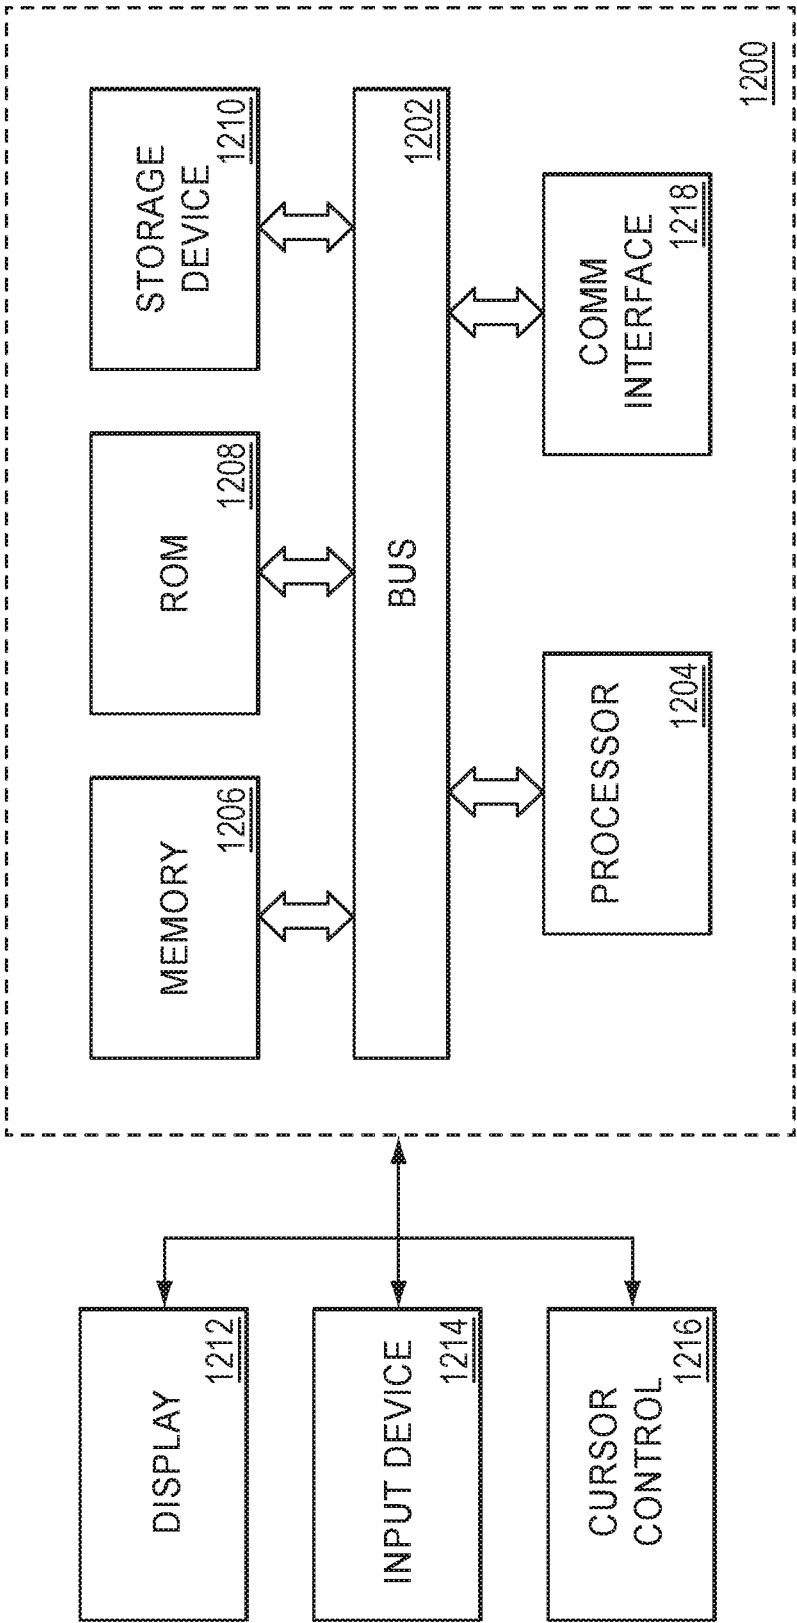 DISPLAY
1212
MEMORY
1206
ROM
1208
STORAGE
DEVICE
1210
INPUT DEVICE
1214
BUS
1202
CURSOR
CONTROL
1216
PROCESSOR
1204
COMM
INTERFACE
1218
1200